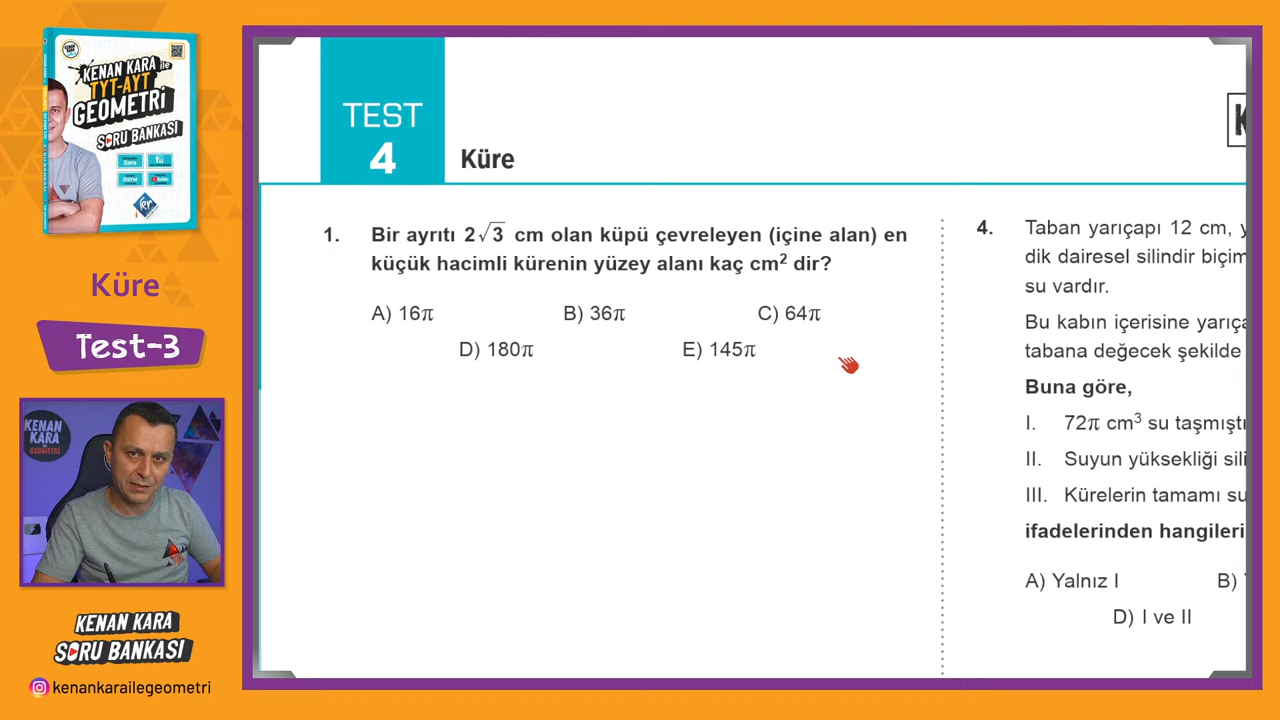 KENAN KARA ile
TYT-AYT
GEOMETRİ
SORU BANKASI
Küre
Test-3
KENAN KARA
GEOMETRİ
KENAN KARA
SORU BANKASI
kenankarailegeometri
TEST
4
Küre
1. Bir ayrıtı 2√3 cm olan küpü çevreleyen (içine alan) en
küçük hacimli kürenin yüzey alanı kaç cm² dir?
A) 16π B) 36π C) 64π
D) 180π E) 145π
4. Taban yarıçapı 12 cm, y
dik dairesel silindir biçim
su vardır.
Bu kabın içerisine yarıça
tabana değecek şekilde
Buna göre,
I. 72π cm³ su taşmıştı
II. Suyun yüksekliği sili
III. Kürelerin tamamı su
ifadelerinden hangileri
A) Yalnız I B) Y
D) I ve II